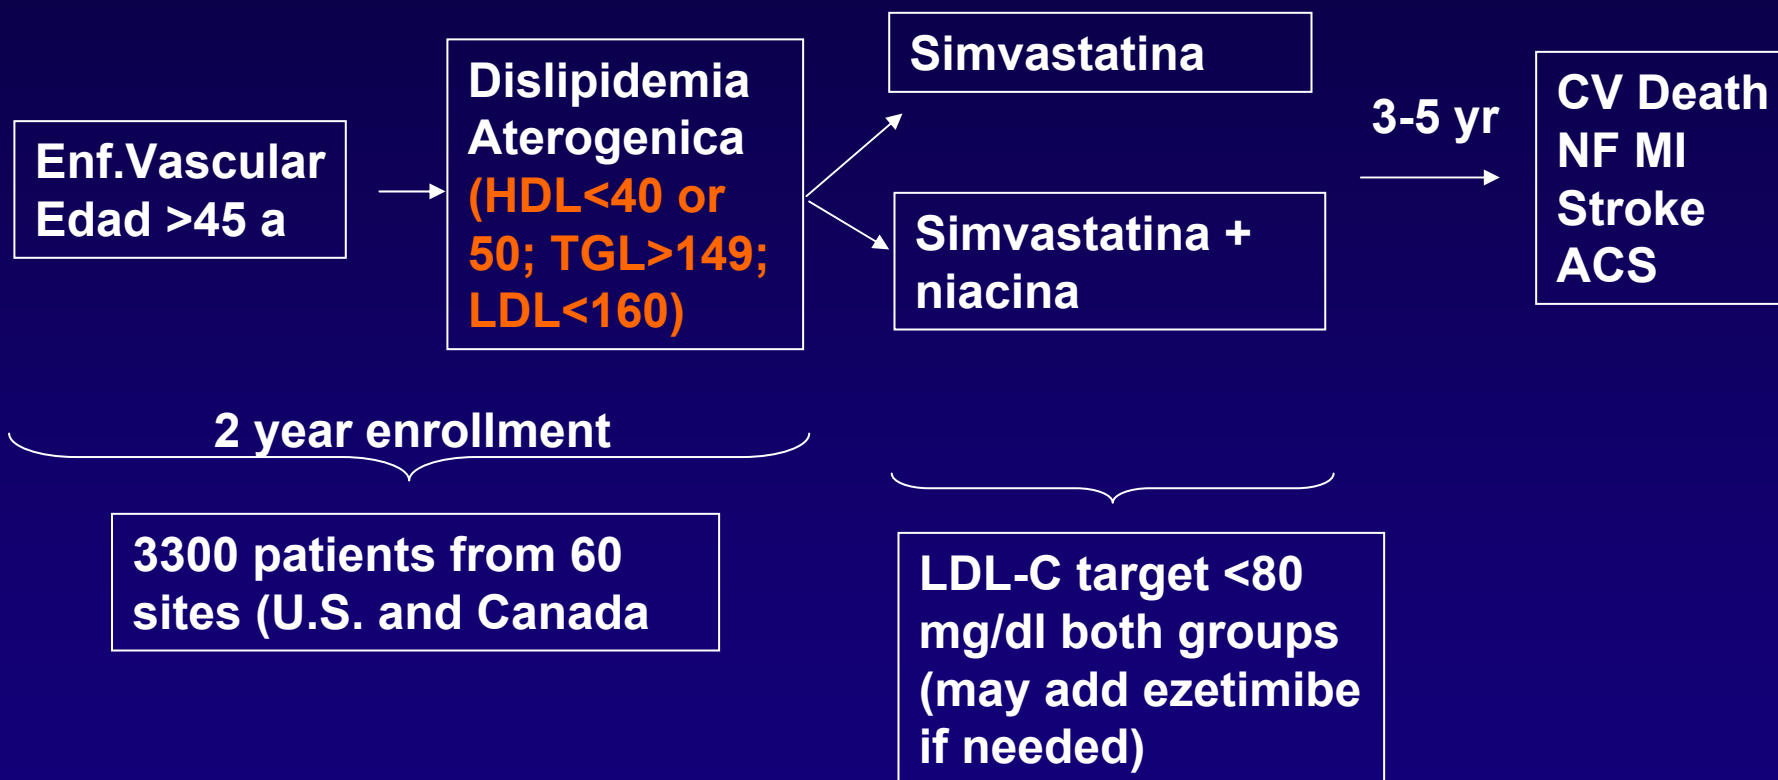 Enf.Vascular
Edad >45 a
Dislipidemia
Aterogenica
(HDL<40 or
50; TGL>149;
LDL<160)
Simvastatina
Simvastatina +
niacina
3-5 yr
CV Death
NF MI
Stroke
ACS
2 year enrollment
3300 patients from 60
sites (U.S. and Canada
LDL-C target <80
mg/dl both groups
(may add ezetimibe
if needed)